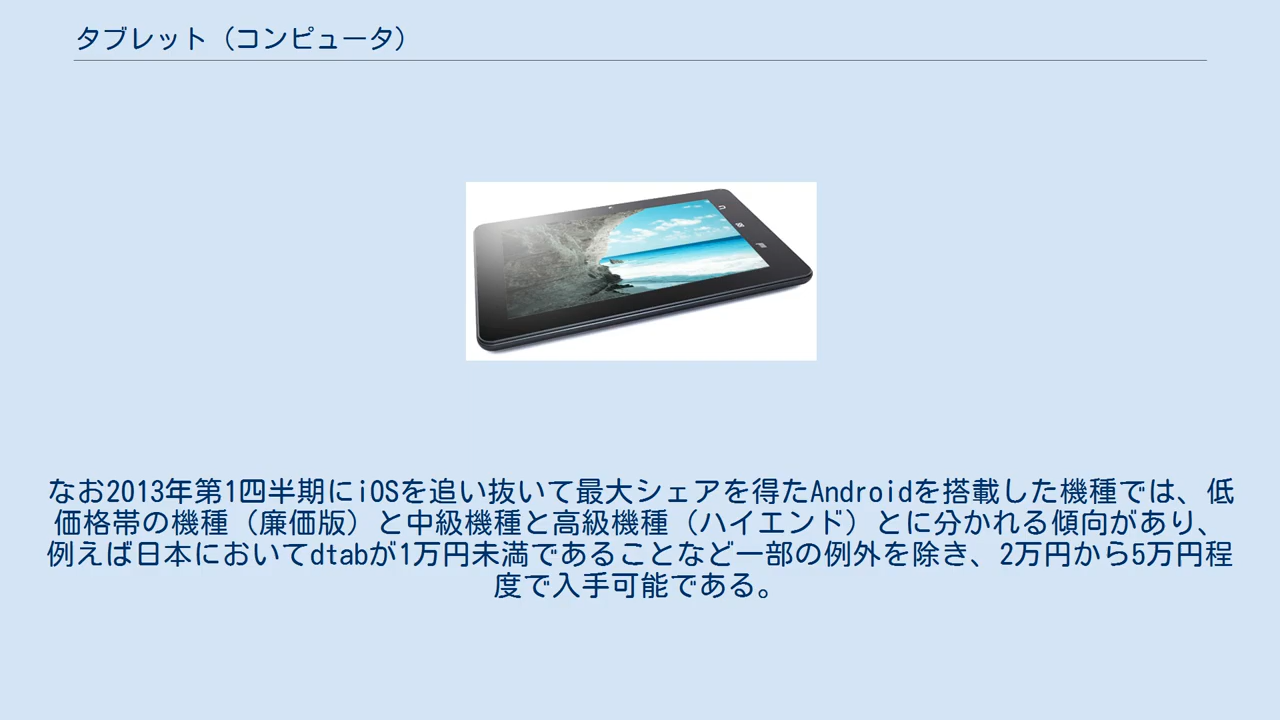 タブレット（コンピュータ）
なお2013年第1四半期にiOSを追い抜いて最大シェアを得たAndroidを搭載した機種では、低
価格帯の機種（廉価版）と中級機種と高級機種（ハイエンド）とに分かれる傾向があり、
例えば日本においてdtabが1万円未満であることなど一部の例外を除き、2万円から5万円程
度で入手可能である。